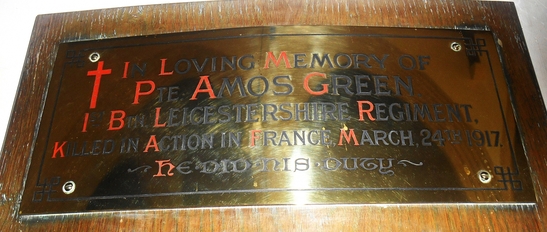 IN LOVING MEMORY OF
PTE. AMOS GREEN
1ST BTN. LEICESTERSHIRE REGIMENT.
KILLED IN ACTION IN FRANCE, MARCH, 24TH 1917.
HE·DID·HIS·DUTY